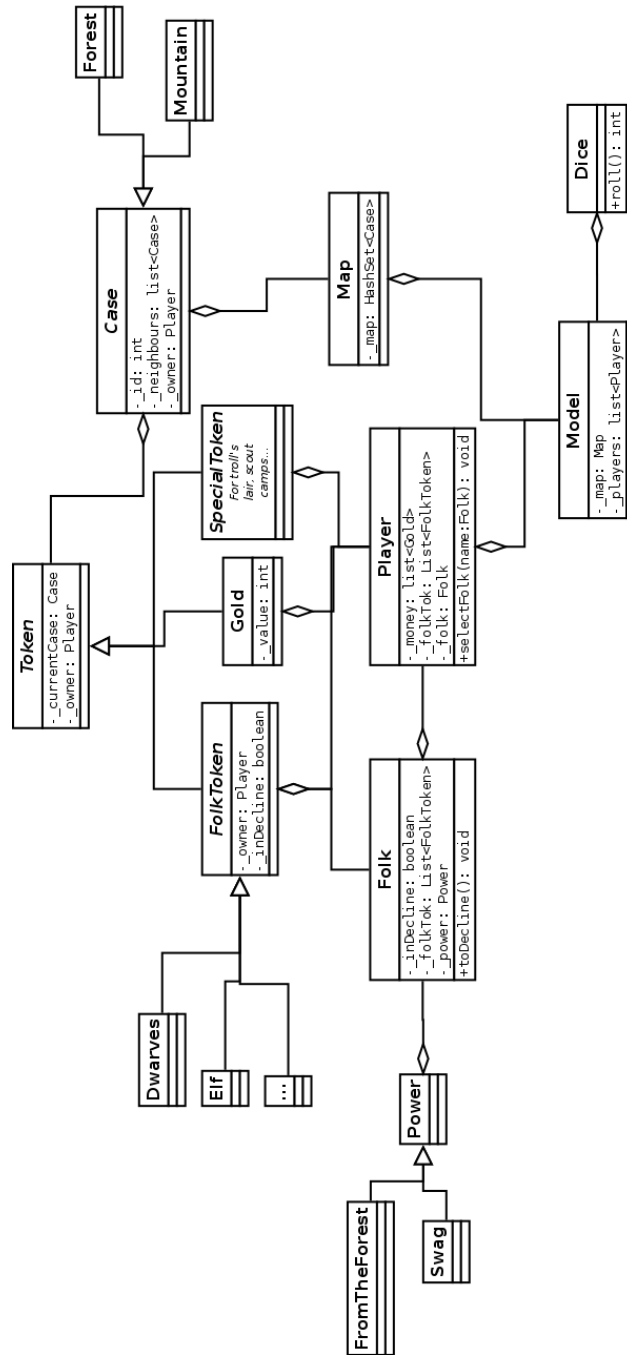 Token
-_currentCase: Case
-_owner: Player
Case
-_id: int
-_neighbours: list<Case>
-_owner: Player
Forest
Mountain
Dwarves
Elf
...
FolkToken
-_owner: Player
-_inDecline: boolean
Gold
-_value: int
SpecialToken
For troll's
lair, scout
camps...
Map
-_map: HashSet<Case>
FromTheForest
Swag
Power
Folk
-_inDecline: boolean
-_folkTok: List<FolkToken>
-_power: Power
+toDecline(): void
Player
-_money: list<Gold>
-_folkTok: List<FolkToken>
-_folk: Folk
+selectFolk(name:Folk): void
Model
-_map: Map
-_players: list<Player>
Dice
+roll(): int